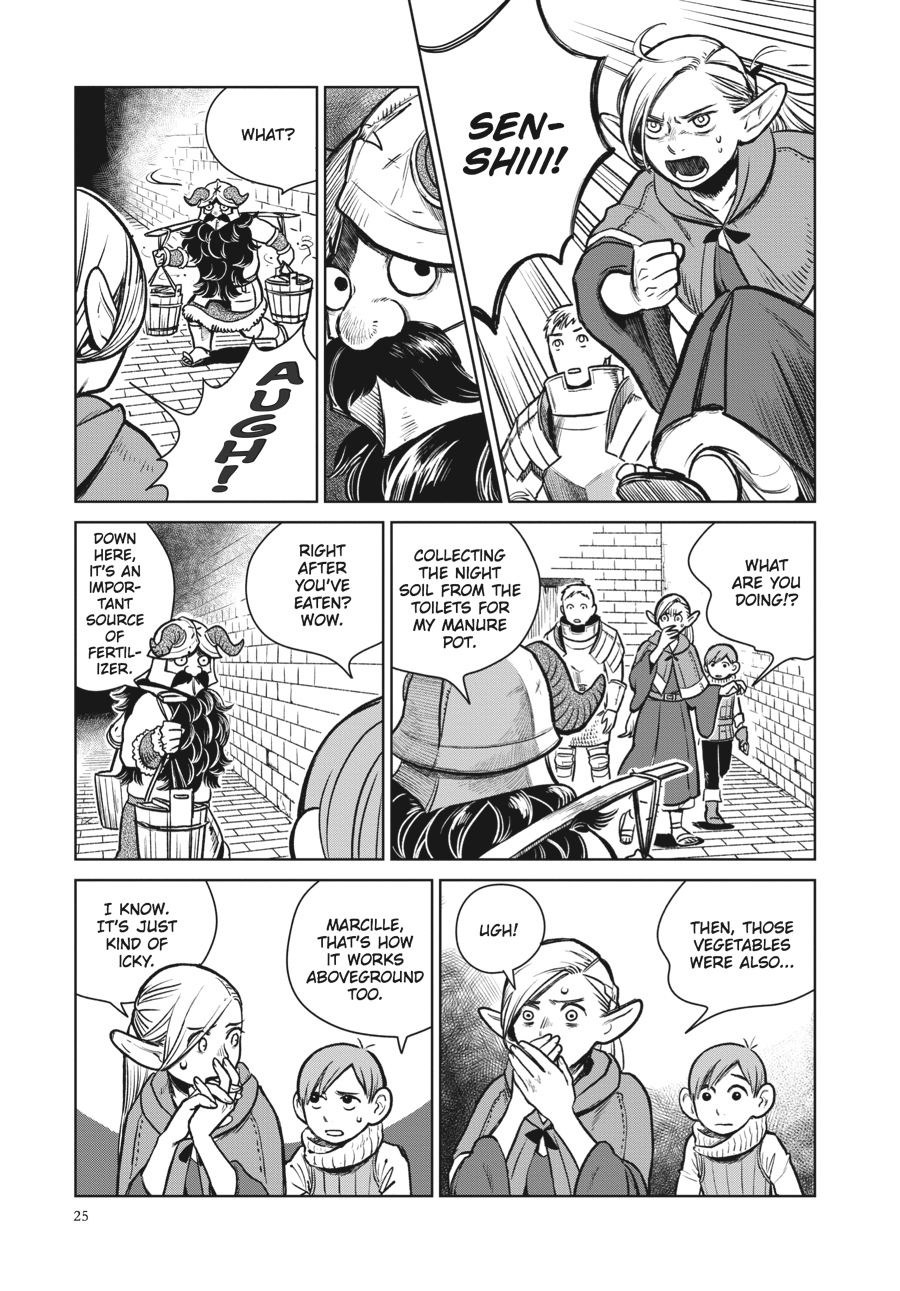 SEN-
SHIII!
WHAT?
AUGH!
WHAT
ARE YOU
DOING!?
COLLECTING
THE NIGHT
SOIL FROM THE
TOILETS FOR
MY MANURE
POT.
RIGHT
AFTER
YOU'VE
EATEN?
WOW.
DOWN
HERE,
IT'S AN
IMPOR-
TANT
SOURCE
OF
FERTIL-
IZER.
THEN, THOSE
VEGETABLES
WERE ALSO...
UGH!
MARCILLE,
THAT'S HOW
IT WORKS
ABOVEGROUND
TOO.
I KNOW.
IT'S JUST
KIND OF
ICKY.
25